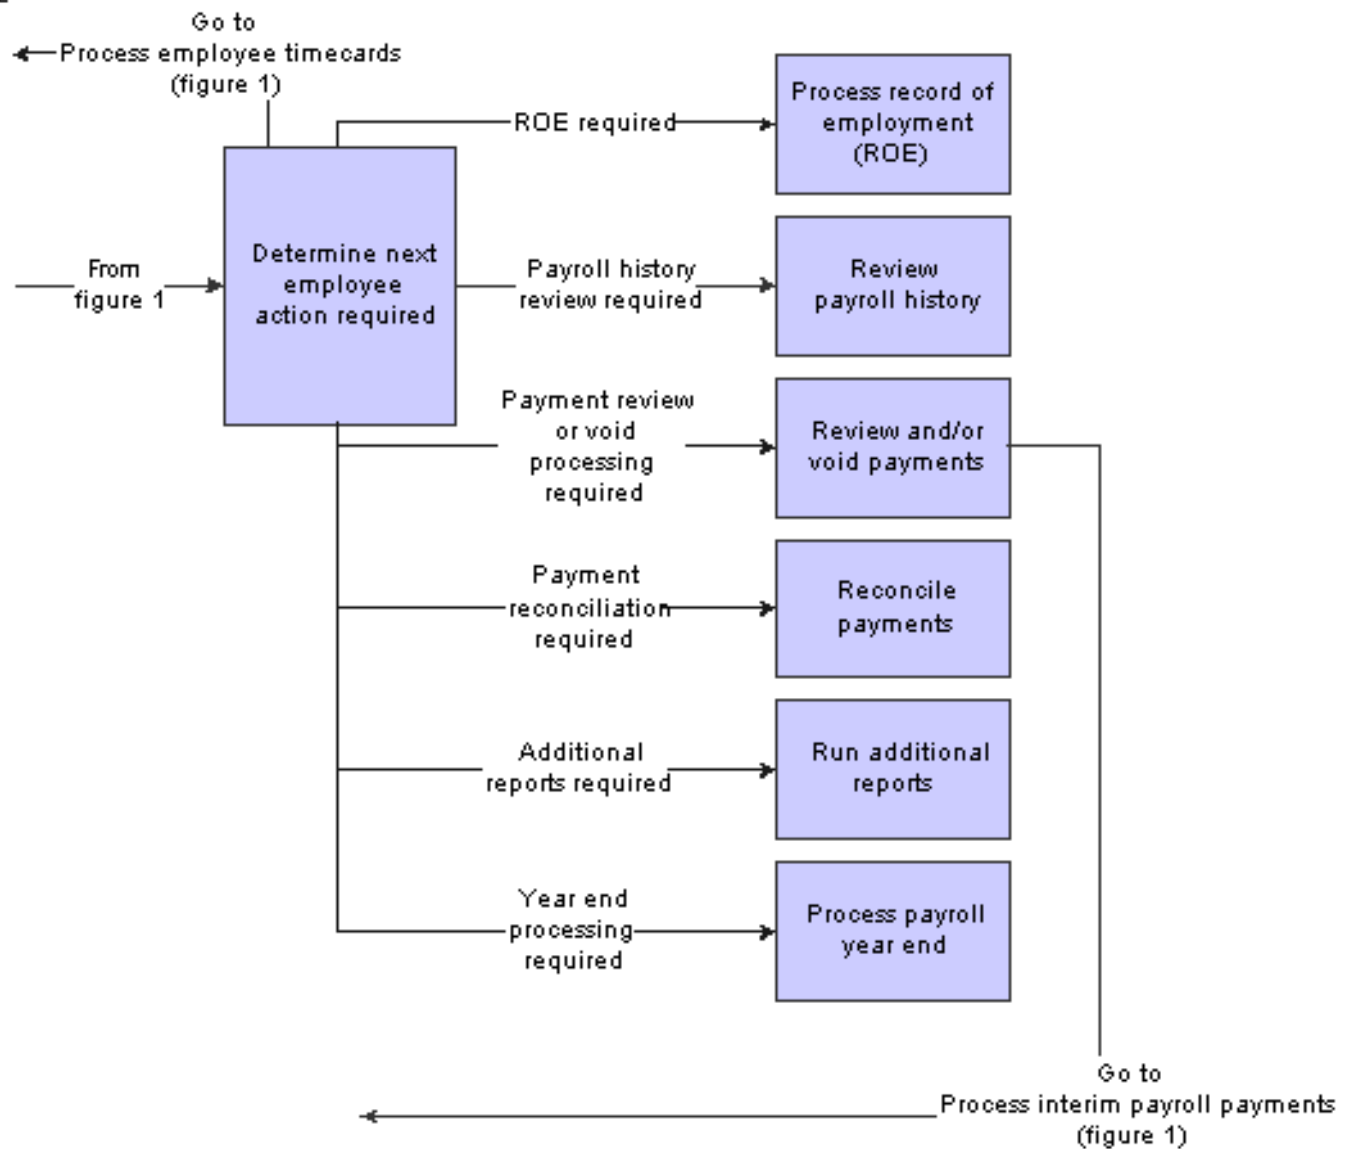 Go to
Process employee timecards
(figure 1)
ROE required
Process record of
employment
(ROE)
From
figure 1
Determine next
employee
action required
Payroll history
review required
Review
payroll history
Payment review
or void
processing
required
Review and/or
void payments
Payment
reconciliation
required
Reconcile
payments
Additional
reports required
Run additional
reports
Year end
processing
required
Process payroll
year end
Go to
Process interim payroll payments
(figure 1)